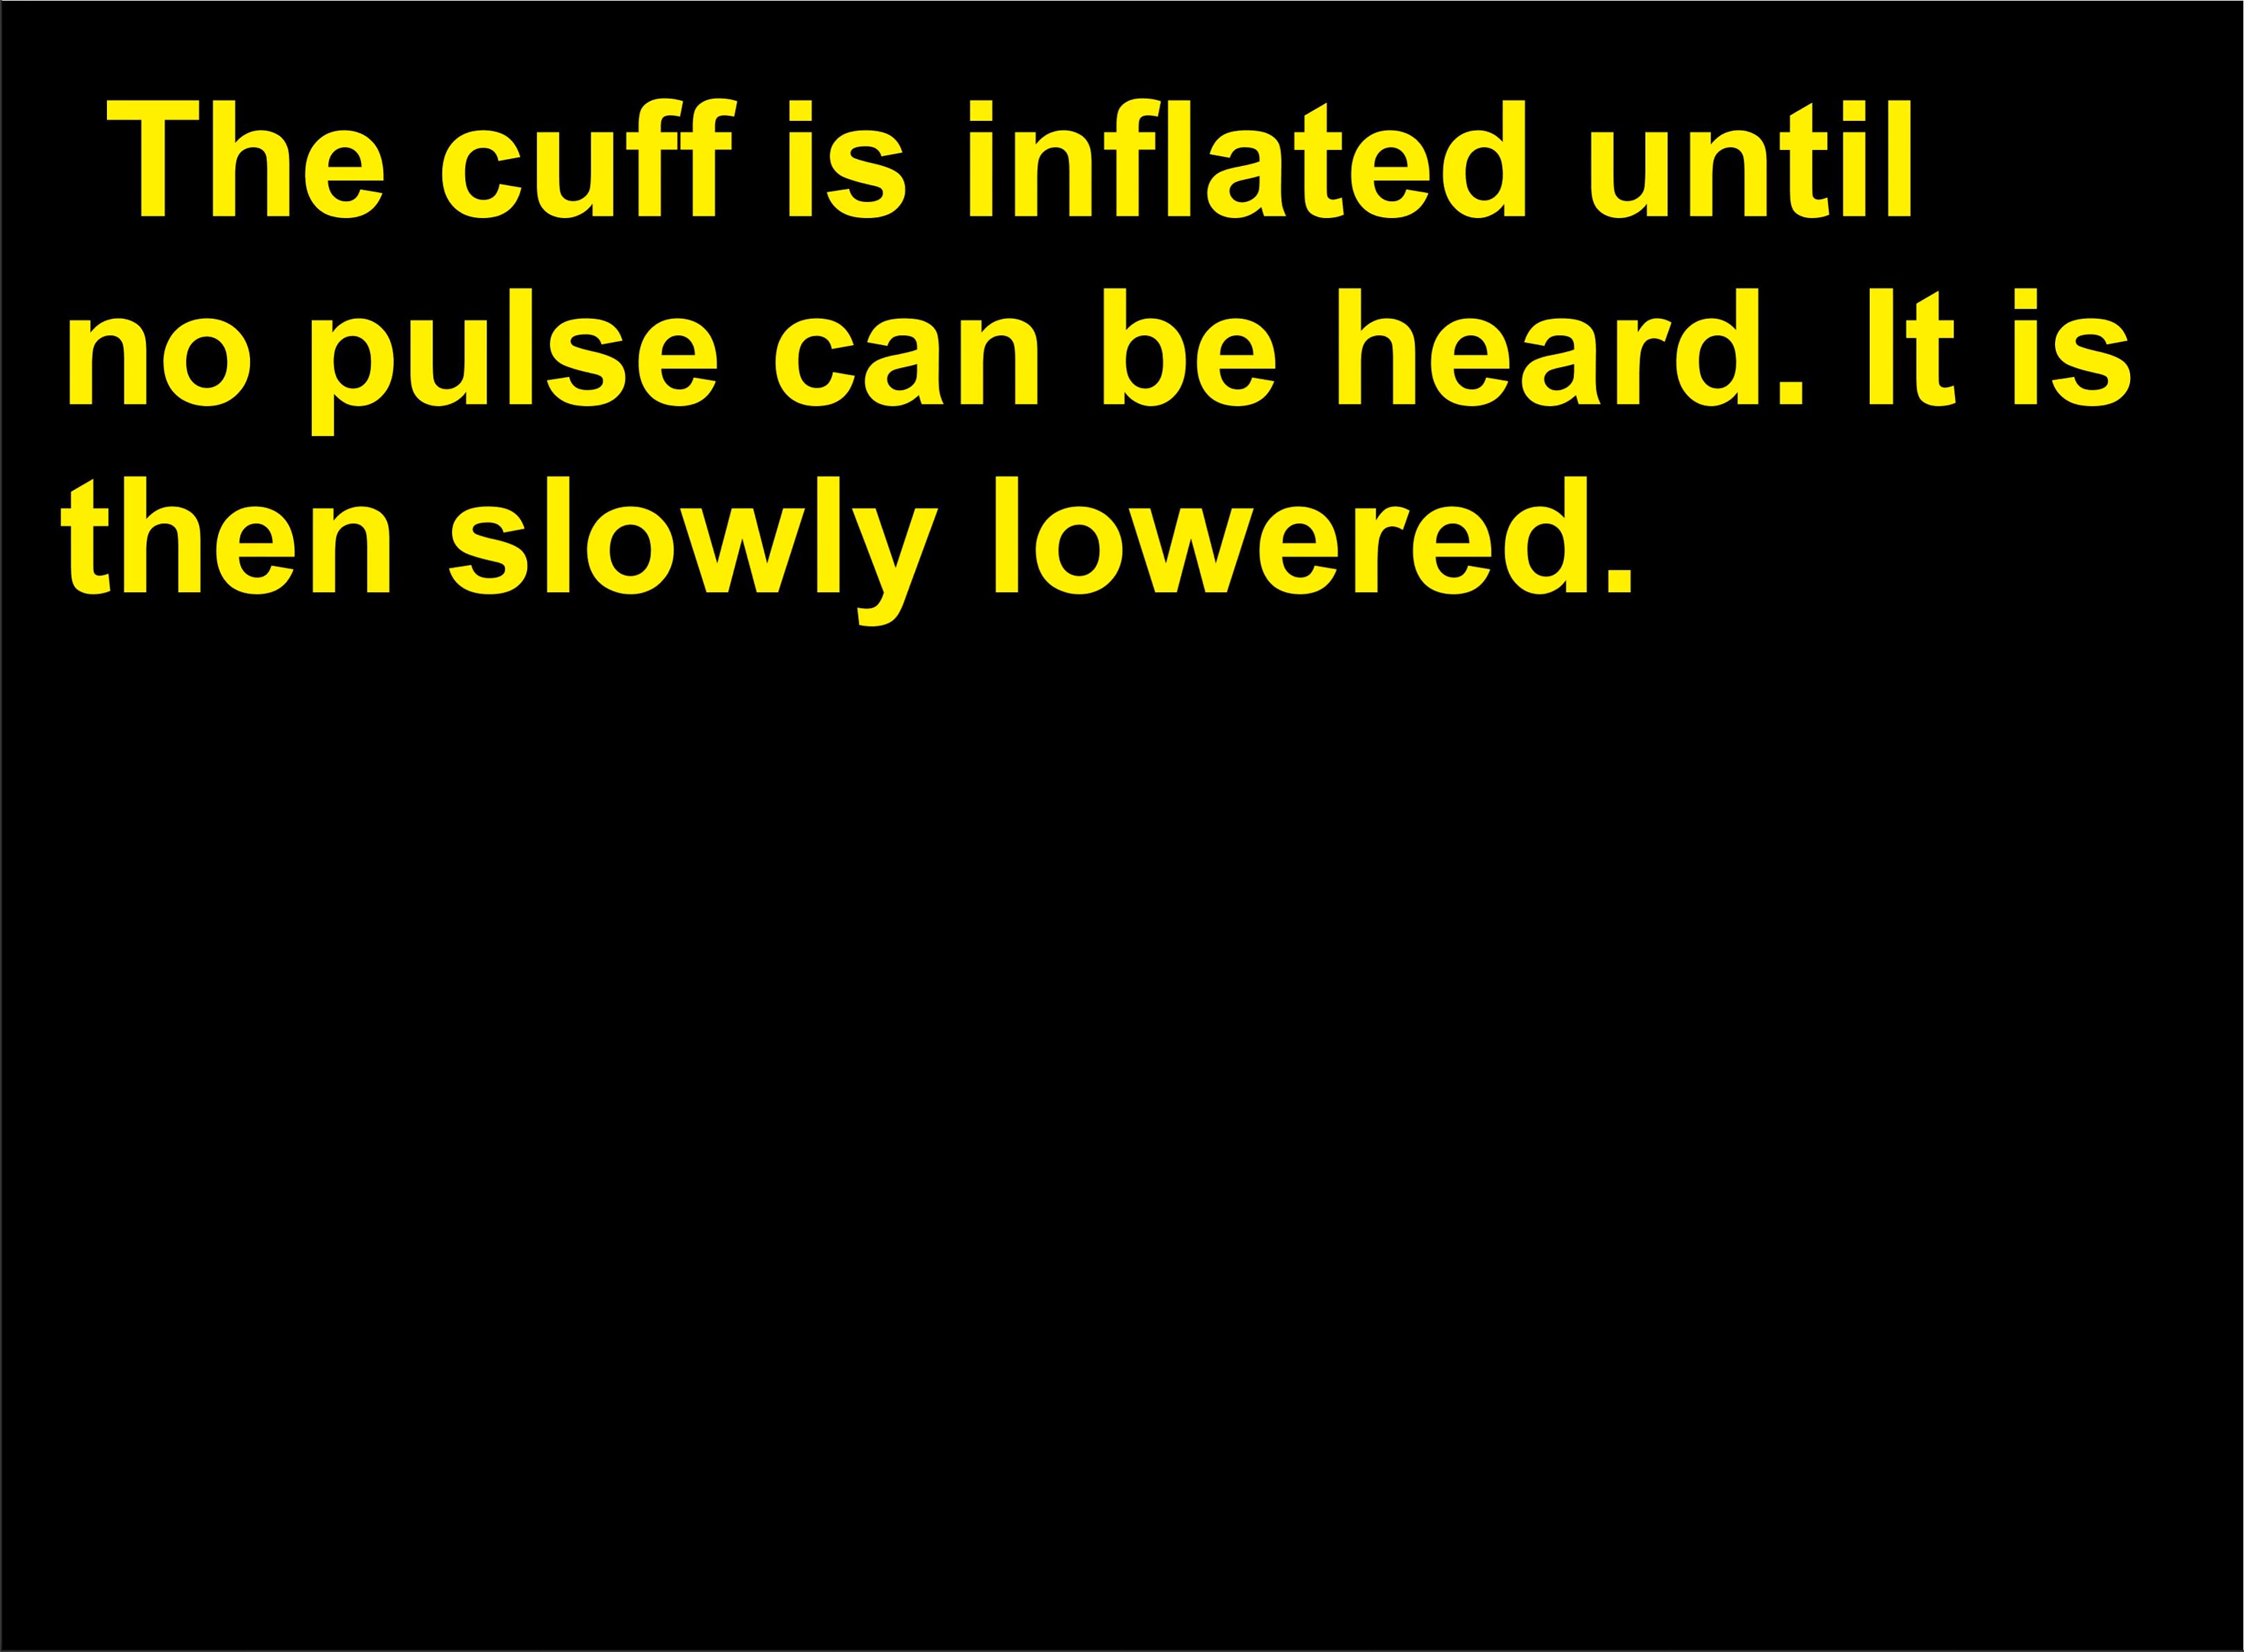 The cuff is inflated until
no pulse can be heard. It is
then slowly lowered.